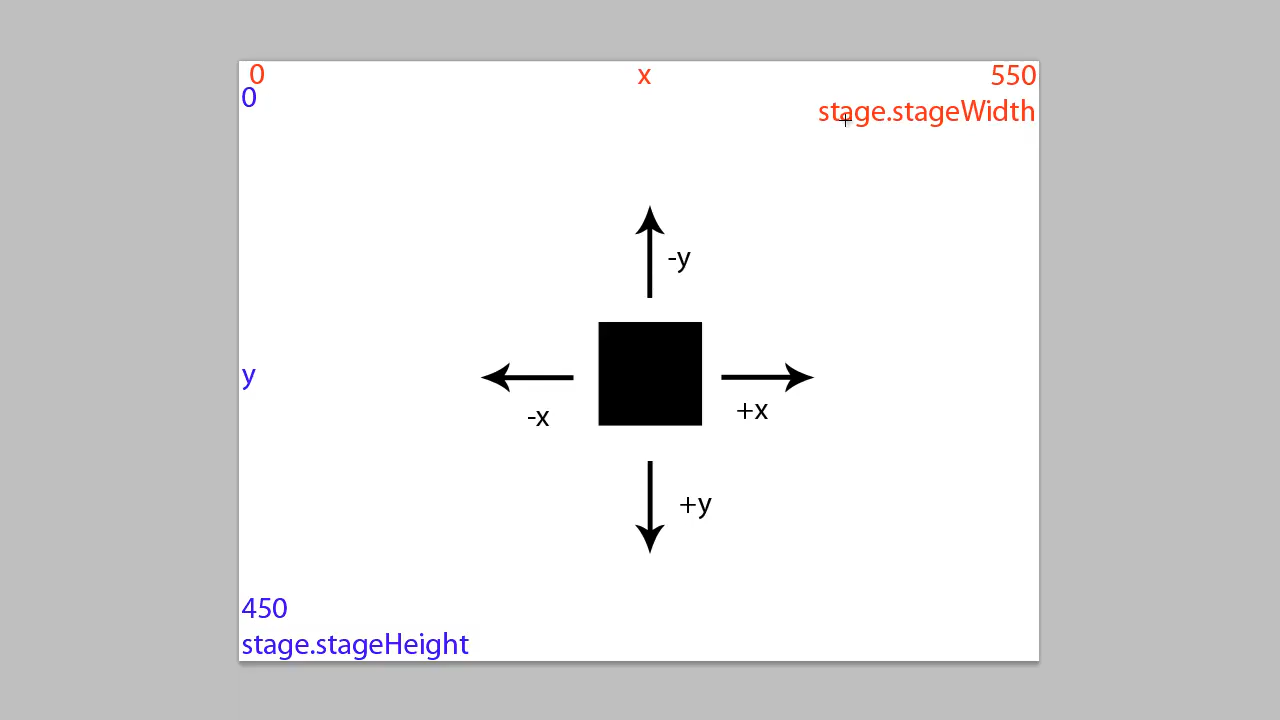 0 x 550
0
stage.stageWidth
-y
y
-x
+x
+y
450
stage.stageHeight